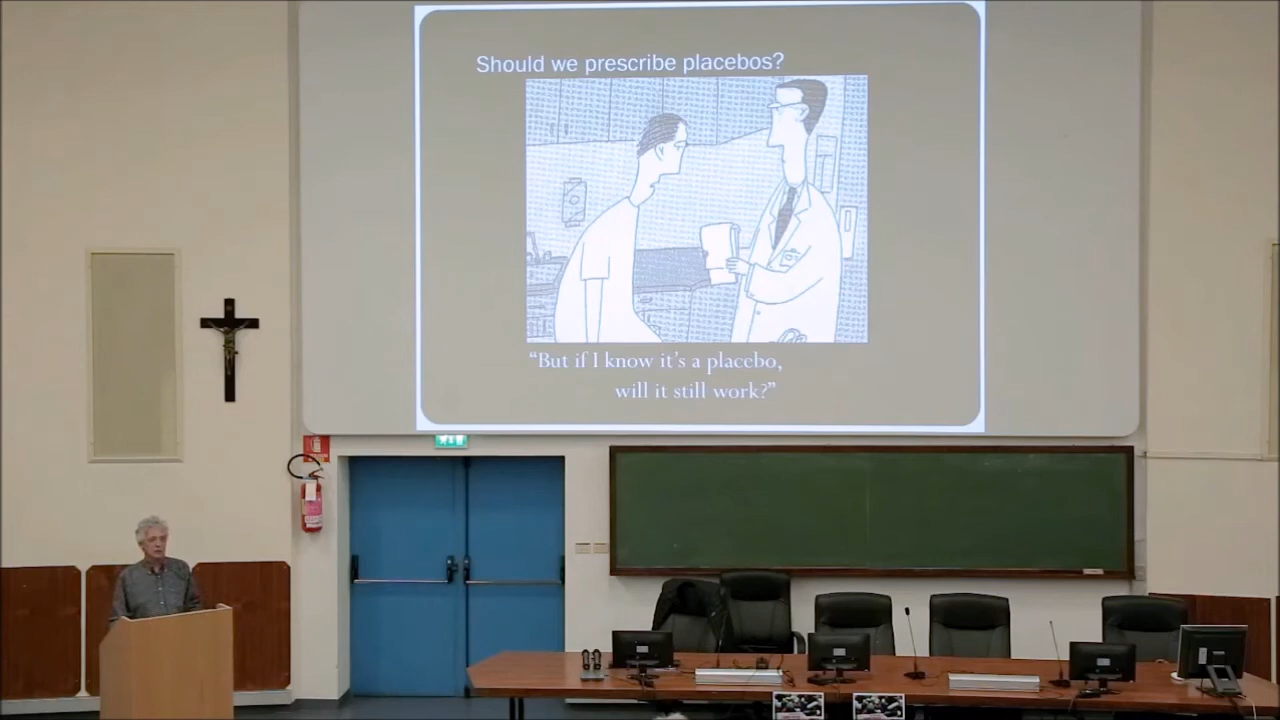 Should we prescribe placebos?
“But if I know it’s a placebo,
will it still work?”